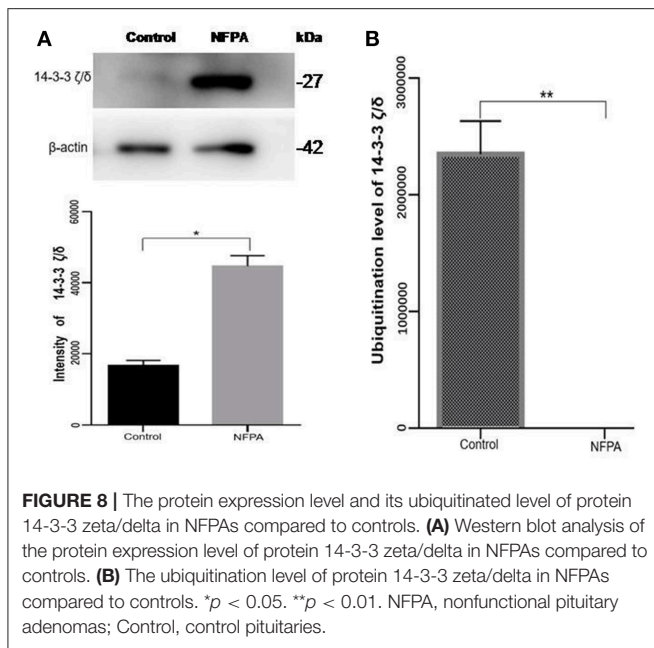 A
Control NFPA kDa
14-3-3 ζ/δ -27
β-actin -42
Intensity of 14-3-3 ζ/δ
60000
40000
20000
0
*
Control NFPA
B
Ubiquitination level of 14-3-3 ζ/δ
3000000
2000000
1000000
0
**
Control NFPA
FIGURE 8 | The protein expression level and its ubiquitinated level of protein
14-3-3 zeta/delta in NFPAs compared to controls. (A) Western blot analysis of
the protein expression level of protein 14-3-3 zeta/delta in NFPAs compared to
controls. (B) The ubiquitination level of protein 14-3-3 zeta/delta in NFPAs
compared to controls. *p < 0.05. **p < 0.01. NFPA, nonfunctional pituitary
adenomas; Control, control pituitaries.